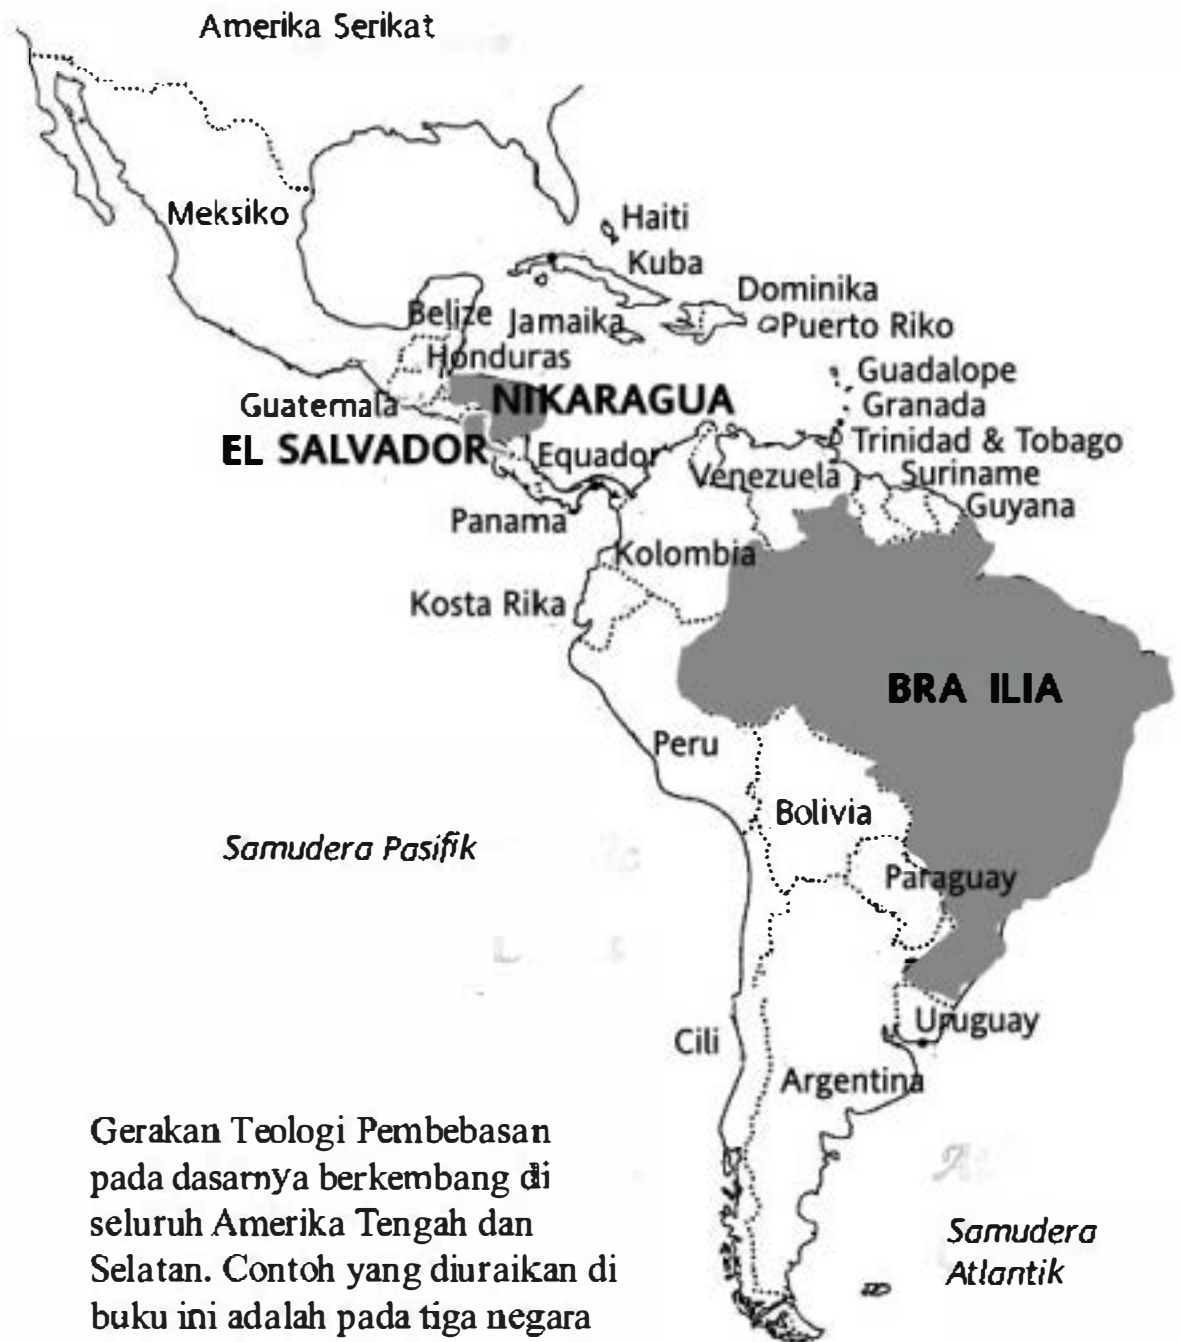 Amerika Serikat
Meksiko
Haiti
Kuba
Dominika
Belize
Jamaika
Puerto Riko
Honduras
Guadalope
Guatemala
NIKARAGUA
Granada
EL SALVADOR
Equador
Trinidad & Tobago
Venezuela
Suriname
Panama
Guyana
Kolombia
Kosta Rika
BRA ILIA
Peru
Bolivia
Samudera Pasifik
Paraguay
Cili
Uruguay
Argentina
Gerakan Teologi Pembebasan
pada dasarnya berkembang di
seluruh Amerika Tengah dan
Selatan. Contoh yang diuraikan di
buku ini adalah pada tiga negara
Samudera
Atlantik